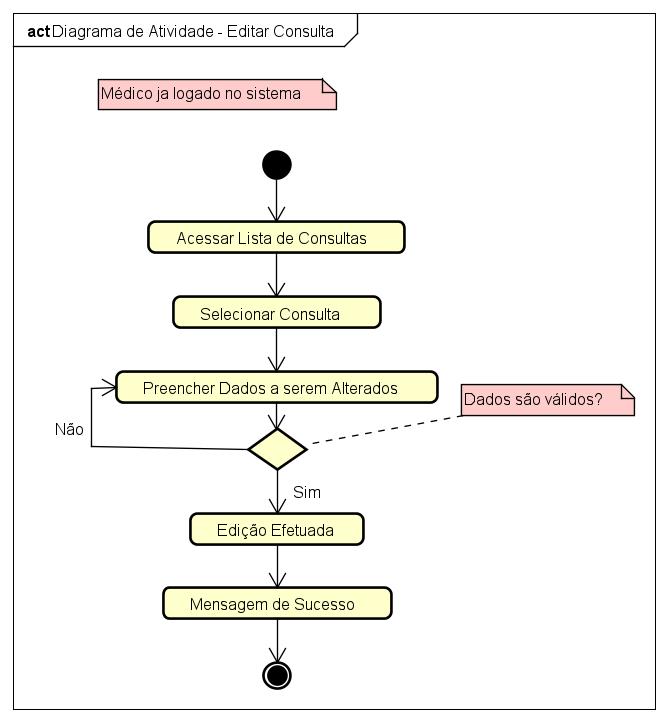 act Diagrama de Atividade - Editar Consulta
Médico ja logado no sistema
Acessar Lista de Consultas
Selecionar Consulta
Preencher Dados a serem Alterados
Dados são válidos?
Não
Sim
Edição Efetuada
Mensagem de Sucesso